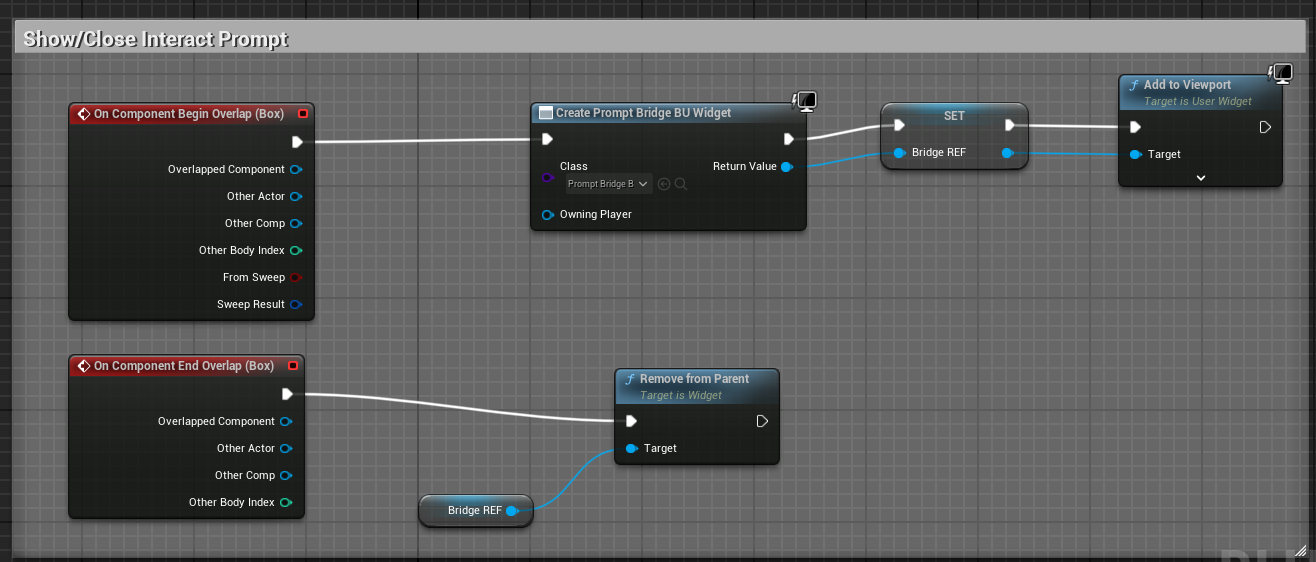 Show/Close Interact Prompt
On Component Begin Overlap (Box)
Overlapped Component
Other Actor
Other Comp
Other Body Index
From Sweep
Sweep Result
Create Prompt Bridge BU Widget
Class
Prompt Bridge B
Return Value
Owning Player
SET
Bridge REF
f Add to Viewport
Target is User Widget
Target
On Component End Overlap (Box)
Overlapped Component
Other Actor
Other Comp
Other Body Index
f Remove from Parent
Target is Widget
Target
Bridge REF